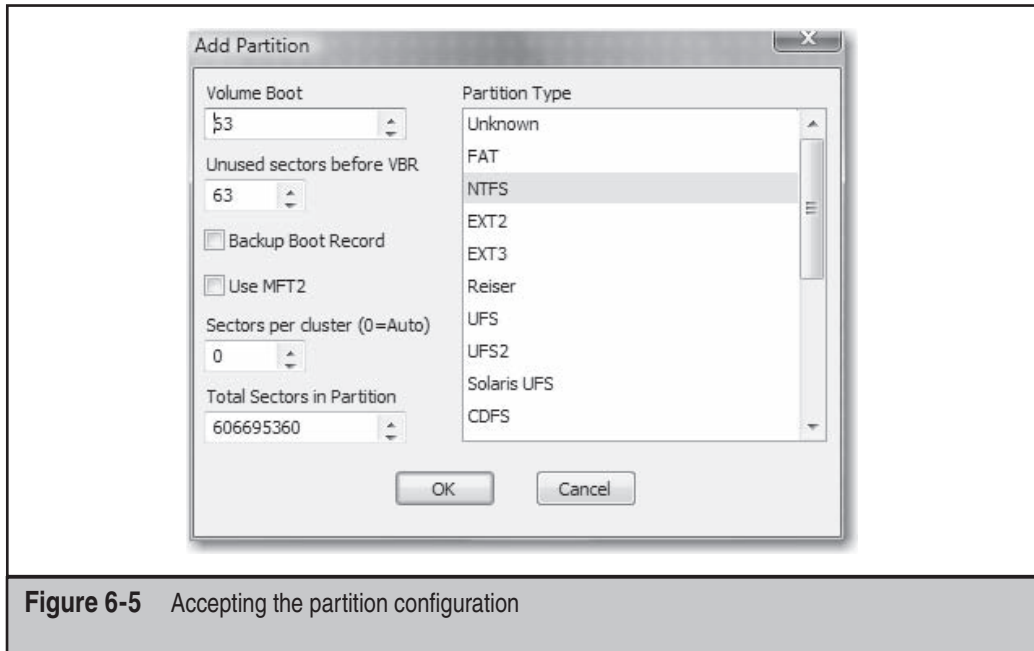 Add Partition
Volume Boot
63
Unused sectors before VBR
63
Backup Boot Record
Use MFT2
Sectors per cluster (0=Auto)
0
Total Sectors in Partition
606695360
Partition Type
Unknown
FAT
NTFS
EXT2
EXT3
Reiser
UFS
UFS2
Solaris UFS
CDFS
OK
Cancel
Figure 6-5 Accepting the partition configuration